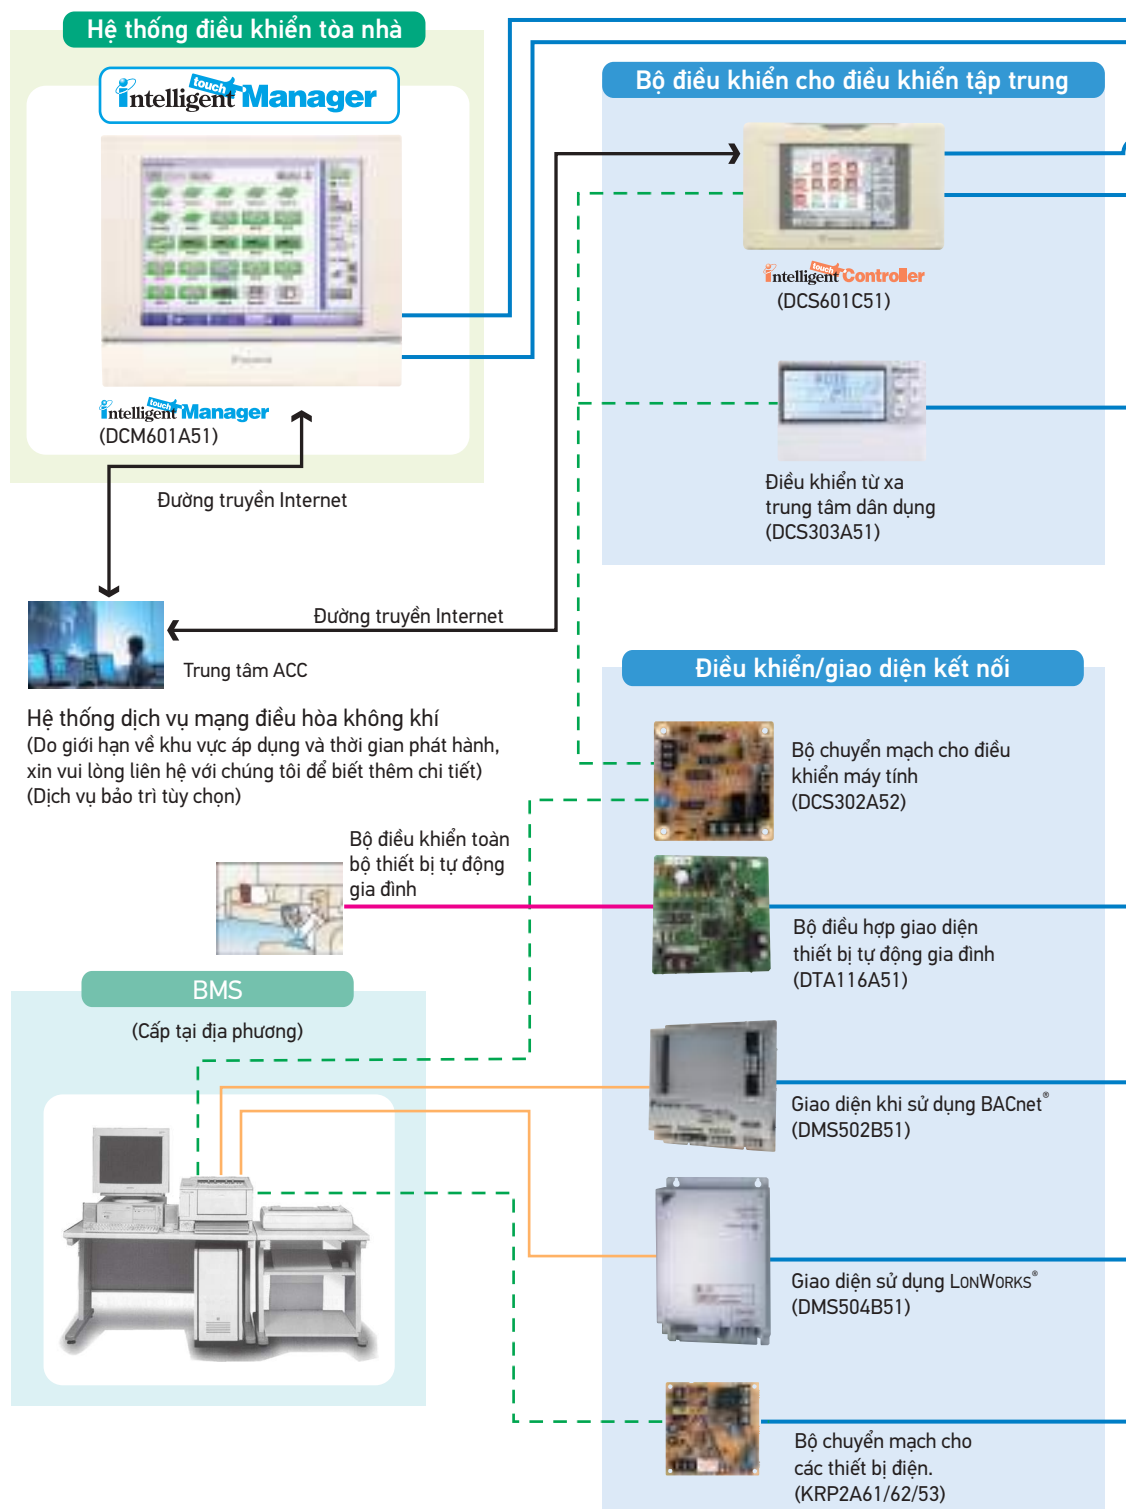 Hệ thống điều khiển tòa nhà
intelligent touch Manager
intelligent touch Manager
(DCM601A51)
Đường truyền Internet
Bộ điều khiển cho điều khiển tập trung
intelligent touch Controller
(DCS601C51)
Điều khiển từ xa
trung tâm dân dụng
(DCS303A51)
Đường truyền Internet
Trung tâm ACC
Hệ thống dịch vụ mạng điều hòa không khí
(Do giới hạn về khu vực áp dụng và thời gian phát hành,
xin vui lòng liên hệ với chúng tôi để biết thêm chi tiết)
(Dịch vụ bảo trì tùy chọn)
Điều khiển/giao diện kết nối
Bộ chuyển mạch cho điều
khiển máy tính
(DCS302A52)
Bộ điều khiển toàn
bộ thiết bị tự động
gia đình
Bộ điều hợp giao diện
thiết bị tự động gia đình
(DTA116A51)
BMS
(Cấp tại địa phương)
Giao diện khi sử dụng BACnet®
(DMS502B51)
Giao diện sử dụng LONWORKS®
(DMS504B51)
Bộ chuyển mạch cho
các thiết bị điện.
(KRP2A61/62/53)